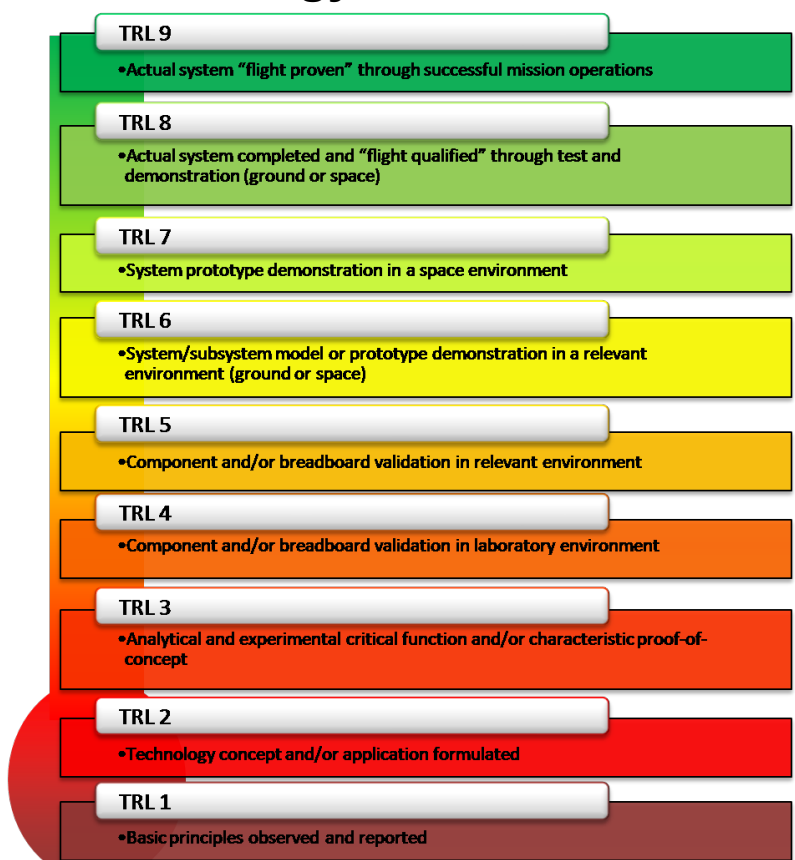 TRL 9
•Actual system “flight proven” through successful mission operations
TRL 8
•Actual system completed and “flight qualified” through test and
demonstration (ground or space)
TRL 7
•System prototype demonstration in a space environment
TRL 6
•System/subsystem model or prototype demonstration in a relevant
environment (ground or space)
TRL 5
•Component and/or breadboard validation in relevant environment
TRL 4
•Component and/or breadboard validation in laboratory environment
TRL 3
•Analytical and experimental critical function and/or characteristic proof-of-
concept
TRL 2
•Technology concept and/or application formulated
TRL 1
•Basic principles observed and reported